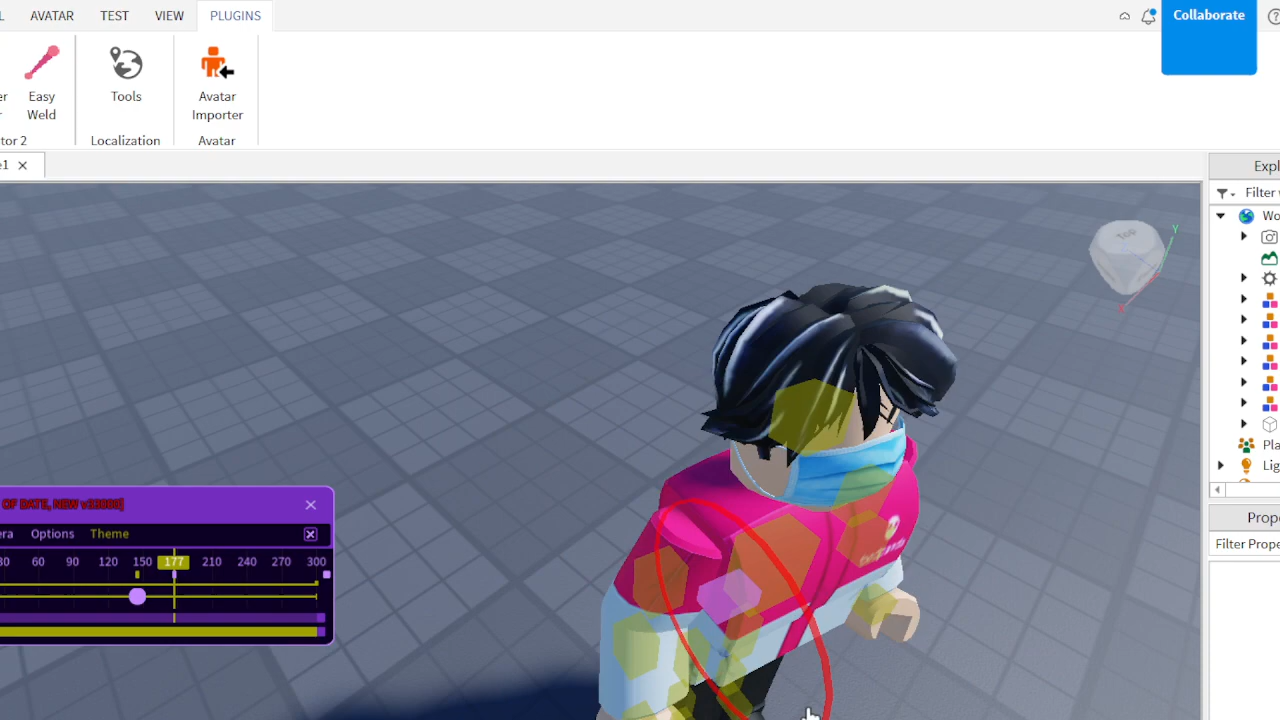 AVATAR TEST VIEW PLUGINS
Collaborate
Easy Weld
Tools
Avatar Importer
tor 2
Localization
Avatar
e1
Expl
Filter
Wo
Top
Y
X
Pla
Lig
OF DATE, NEW
era Options Theme
30 60 90 120 150 177 210 240 270 300
Prope
Filter Prope